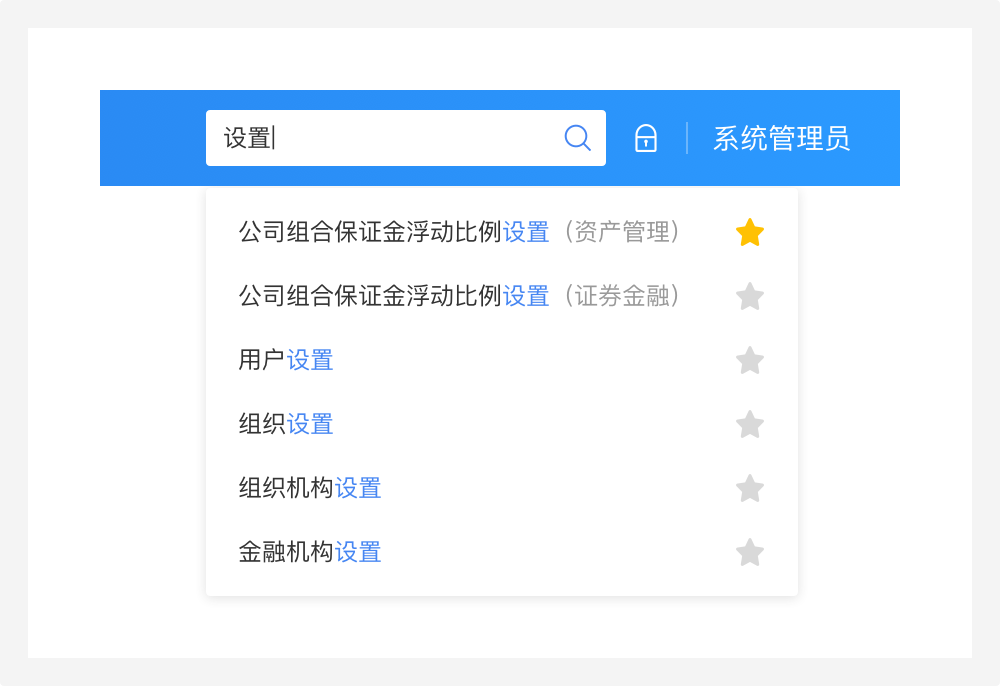 设置 系统管理员
公司组合保证金浮动比例设置（资产管理）
公司组合保证金浮动比例设置（证券金融）
用户设置
组织设置
组织机构设置
金融机构设置